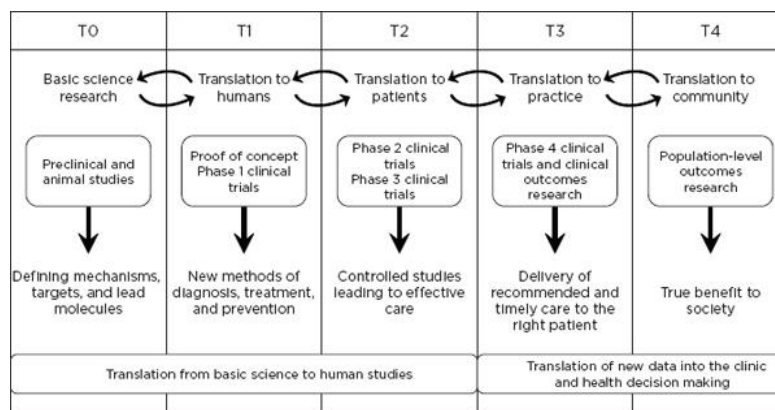 T0
T1
T2
T3
T4
Basic science
research
Translation to
humans
Translation to
patients
Translation to
practice
Translation to
community
Preclinical and
animal studies
Proof of concept
Phase 1 clinical
trials
Phase 2 clinical
trials
Phase 3 clinical
trials
Phase 4 clinical
trials and clinical
outcomes
research
Population-level
outcomes
research
Defining mechanisms,
targets, and lead
molecules
New methods of
diagnosis, treatment,
and prevention
Controlled studies
leading to effective
care
Delivery of
recommended and
timely care to the
right patient
True benefit to
society
Translation from basic science to human studies
Translation of new data into the clinic
and health decision making